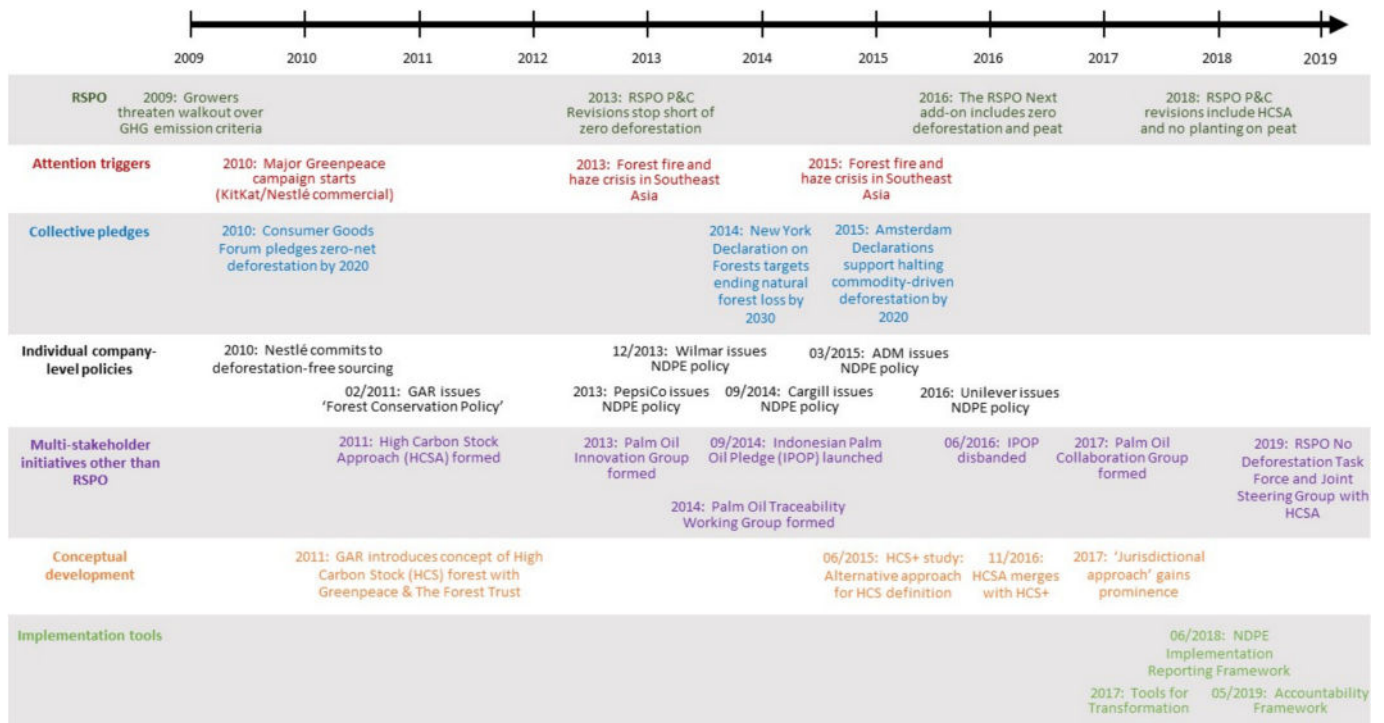 2009 2010 2011 2012 2013 2014 2015 2016 2017 2018 2019
RSPO
2009: Growers
threaten walkout over
GHG emission criteria
2013: RSPO P&C
Revisions stop short of
zero deforestation
2016: The RSPO Next
add-on includes zero
deforestation and peat
2018: RSPO P&C
revisions include HCSA
and no planting on peat
Attention triggers
2010: Major Greenpeace
campaign starts
(KitKat/Nestlé commercial)
2013: Forest fire and
haze crisis in Southeast
Asia
2015: Forest fire and
haze crisis in Southeast
Asia
Collective pledges
2010: Consumer Goods
Forum pledges zero-net
deforestation by 2020
2014: New York
Declaration on
Forests targets
ending natural
forest loss by
2030
2015: Amsterdam
Declarations
support halting
commodity-driven
deforestation by
2020
Individual company-
level policies
2010: Nestlé commits to
deforestation-free sourcing
02/2011: GAR issues
‘Forest Conservation Policy’
12/2013: Wilmar issues
NDPE policy
2013: PepsiCo issues
NDPE policy
09/2014: Cargill issues
NDPE policy
03/2015: ADM issues
NDPE policy
2016: Unilever issues
NDPE policy
Multi-stakeholder
initiatives other than
RSPO
2011: High Carbon Stock
Approach (HCSA) formed
2013: Palm Oil
Innovation Group
formed
09/2014: Indonesian Palm
Oil Pledge (IPOP) launched
2014: Palm Oil Traceability
Working Group formed
06/2016: IPOP
disbanded
2017: Palm Oil
Collaboration Group
formed
2019: RSPO No
Deforestation Task
Force and Joint
Steering Group with
HCSA
Conceptual
development
2011: GAR introduces concept of High
Carbon Stock (HCS) forest with
Greenpeace & The Forest Trust
06/2015: HCS+ study:
Alternative approach
for HCS definition
11/2016:
HCSA merges
with HCS+
2017: ‘Jurisdictional
approach’ gains
prominence
Implementation tools
06/2018: NDPE
Implementation
Reporting Framework
2017: Tools for
Transformation
05/2019: Accountability
Framework